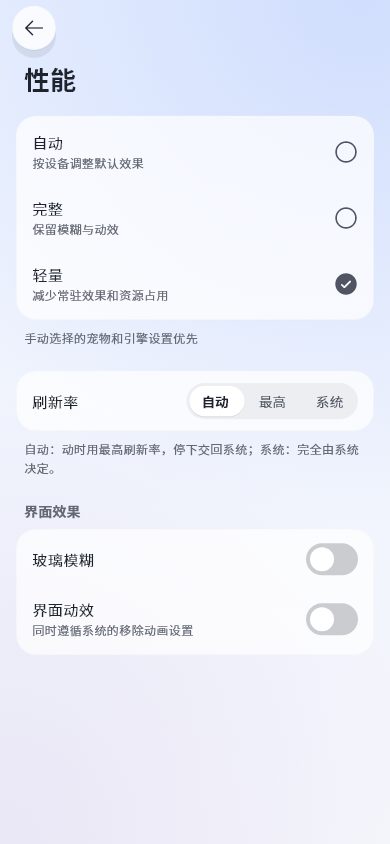 性能
自动
按设备调整默认效果
完整
保留模糊与动效
轻量
减少常驻效果和资源占用
手动选择的宠物和引擎设置优先
刷新率
自动 最高 系统
自动：动时用最高刷新率，停下交回系统；系统：完全由系统
决定。
界面效果
玻璃模糊
界面动效
同时遵循系统的移除动画设置